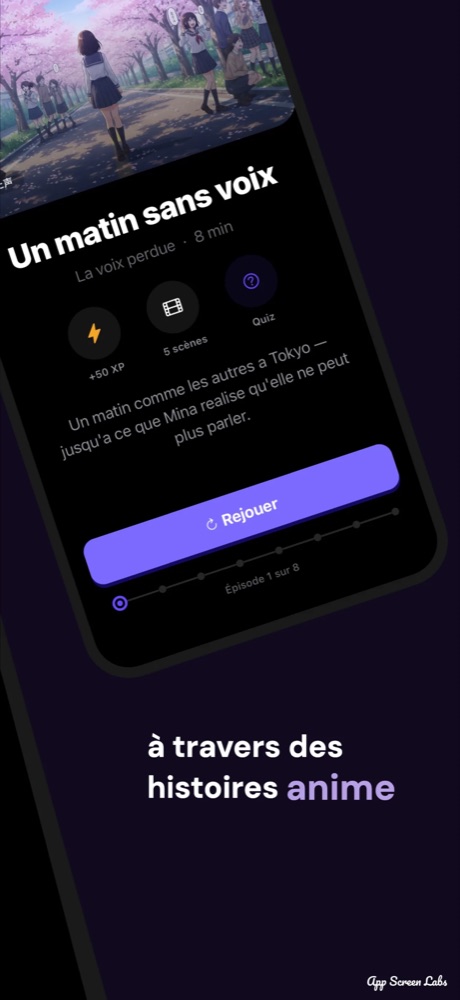 声
Un matin sans voix
La voix perdue · 8 min
+50 XP
5 scènes
Quiz
Un matin comme les autres a Tokyo —
jusqu'a ce que Mina realise qu'elle ne peut
plus parler.
Rejouer
Épisode 1 sur 8
à travers des
histoires anime
App Screen Labs